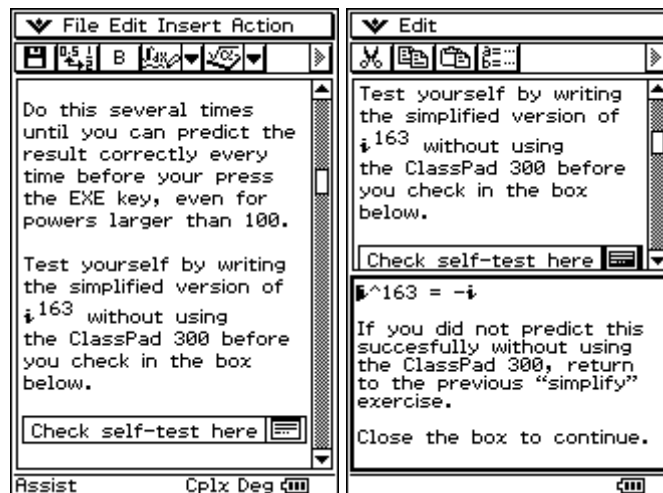 File Edit Insert Action
B
Do this several times
until you can predict the
result correctly every
time before your press
the EXE key, even for
powers larger than 100.
Test yourself by writing
the simplified version of
i^163 without using
the ClassPad 300 before
you check in the box
below.
Check self-test here
Assist Cplx Deg
Edit
Test yourself by writing
the simplified version of
i^163 without using
the ClassPad 300 before
you check in the box
below.
Check self-test here
i^163 = -i
If you did not predict this
succesfully without using
the ClassPad 300, return
to the previous “simplify”
exercise.
Close the box to continue.